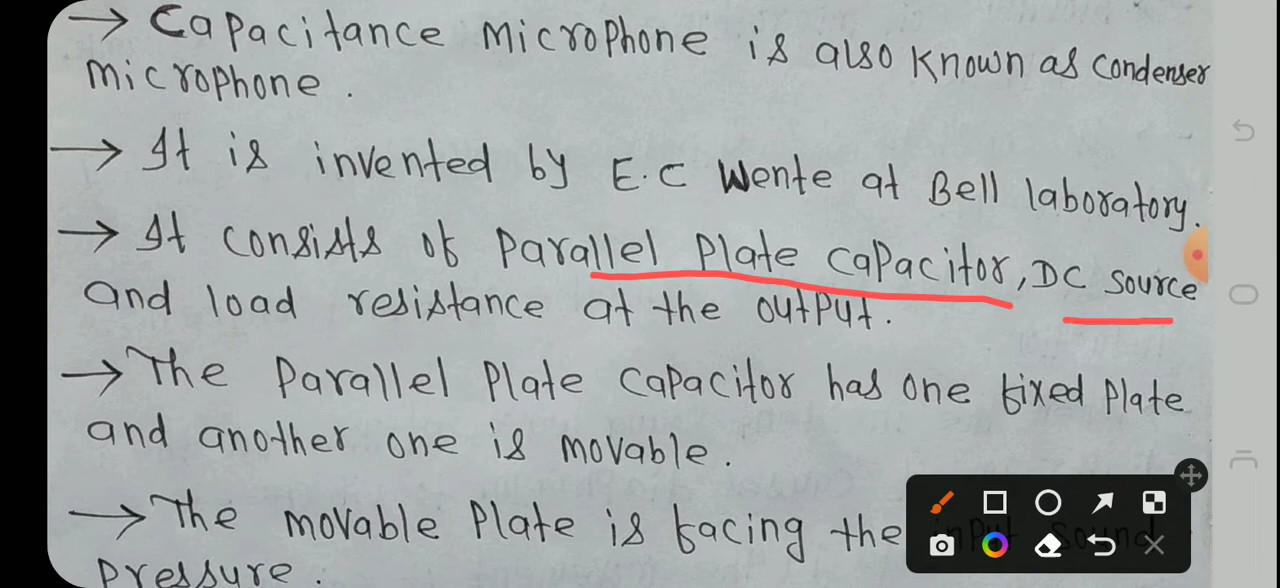 → Capacitance microphone is also known as condenser
microphone.
→ It is invented by E.C Wente at Bell laboratory.
→ It consists of parallel plate capacitor, DC source
and load resistance at the output.
→ The parallel plate capacitor has one fixed plate
and another one is movable.
→ The movable plate is facing the input sound
pressure.